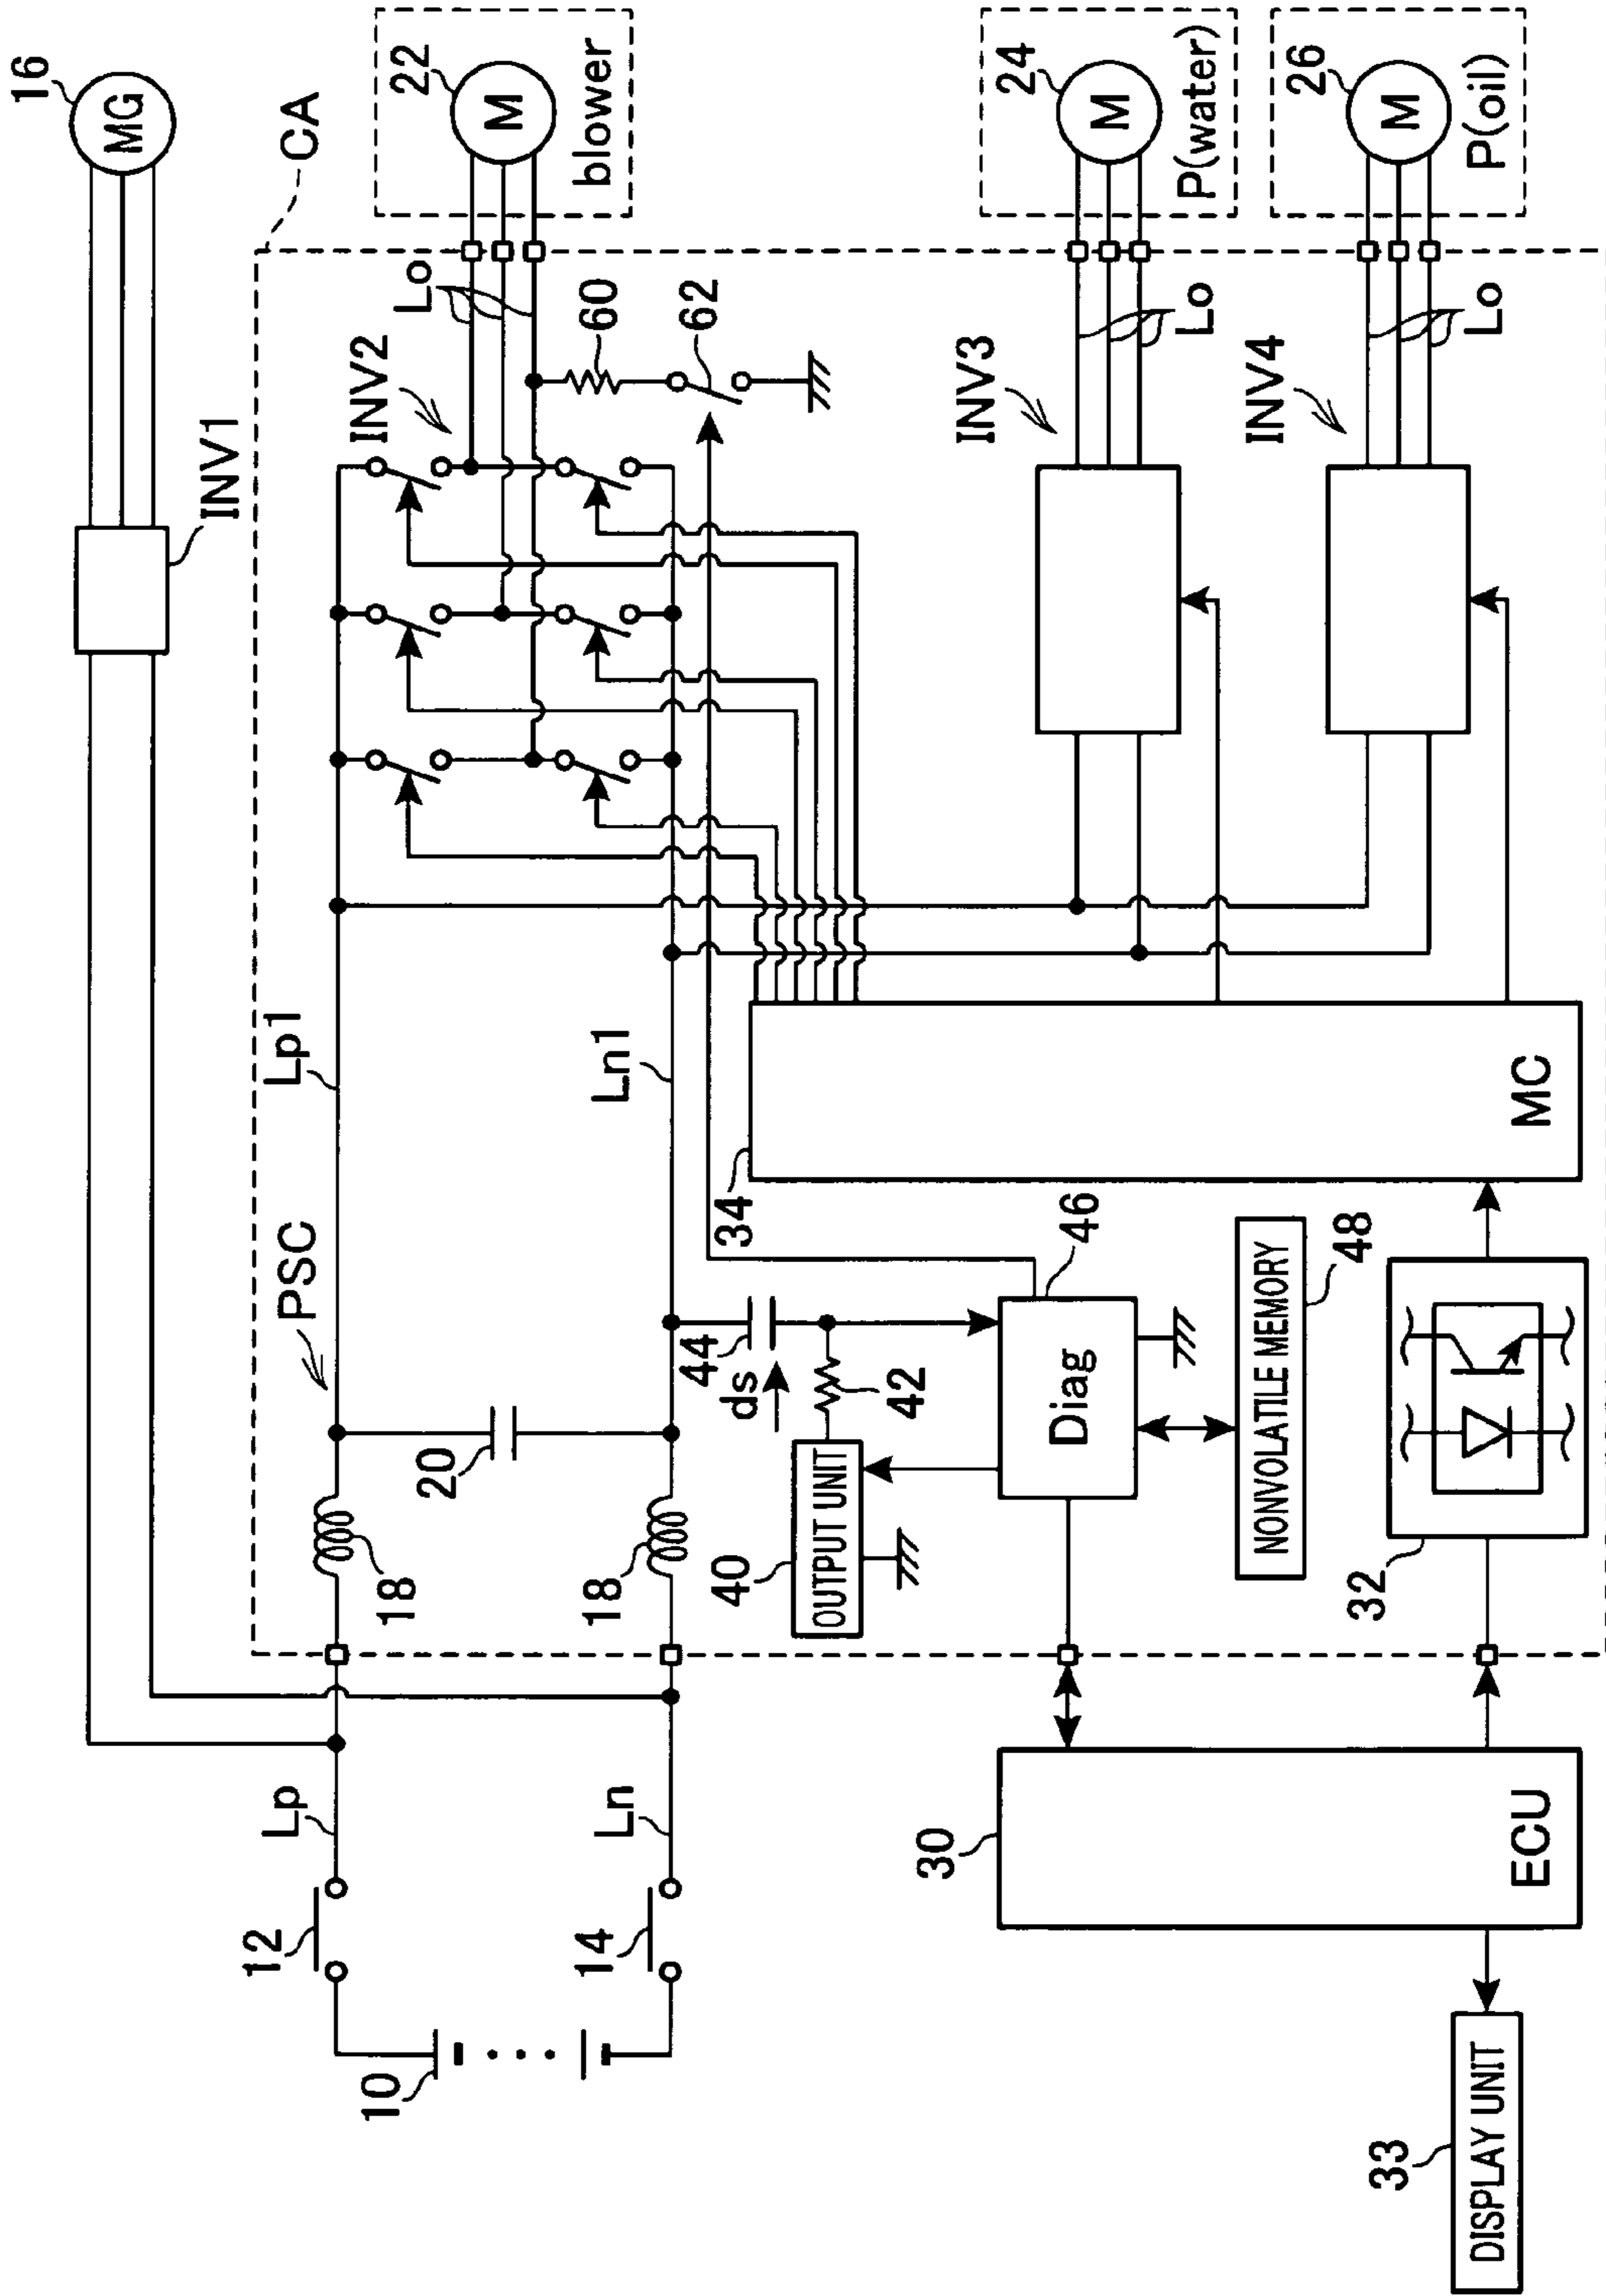 16
MG
INV1
CA
22
M
blower
Lo
INV2
60
62
Lp1
PSC
Ln1
20
18
18
Lp
Ln
12
14
10
24
M
P(water)
INV3
Lo
26
M
P(oil)
INV4
Lo
34
MC
44
ds
42
46
Diag
40
OUTPUT UNIT
NONVOLATILE MEMORY
48
32
30
ECU
33
DISPLAY UNIT